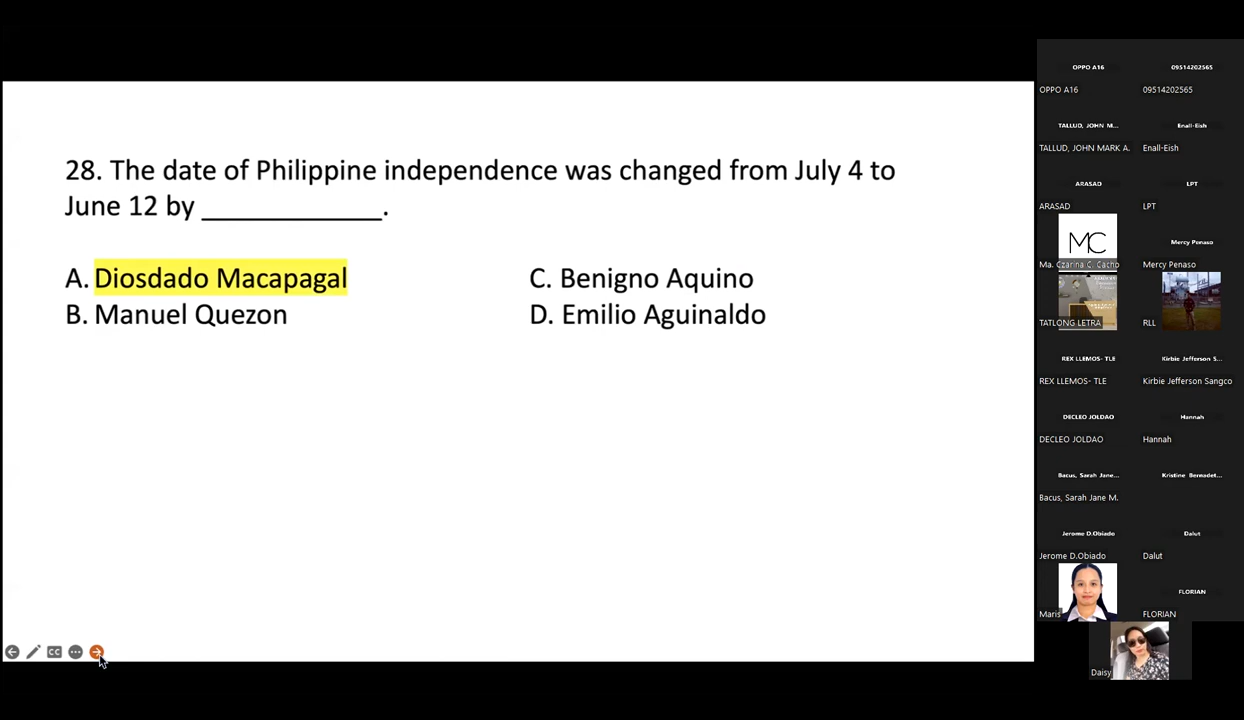 28. The date of Philippine independence was changed from July 4 to
June 12 by _____________.
A. Diosdado Macapagal
B. Manuel Quezon
C. Benigno Aquino
D. Emilio Aguinaldo
CC
OPPO A16
OPPO A16
09514202565
09514202565
TALLUD, JOHN M...
TALLUD, JOHN MARK A.
Enall-Eish
Enall-Eish
ARASAD
ARASAD
LPT
LPT
MC
Ma. Czarina C. Cacho
Mercy Penaso
Mercy Penaso
TATLONG LETRA
RLL
REX LLEMOS- TLE
REX LLEMOS- TLE
Kirbie Jefferson S...
Kirbie Jefferson Sangco
DECLEO JOLDAO
DECLEO JOLDAO
Hannah
Hannah
Bacus, Sarah Jane...
Bacus, Sarah Jane M.
Kristine Bernadet...
Jerome D.Obiado
Jerome D.Obiado
Dalut
Dalut
Maris
FLORIAN
FLORIAN
Daisy